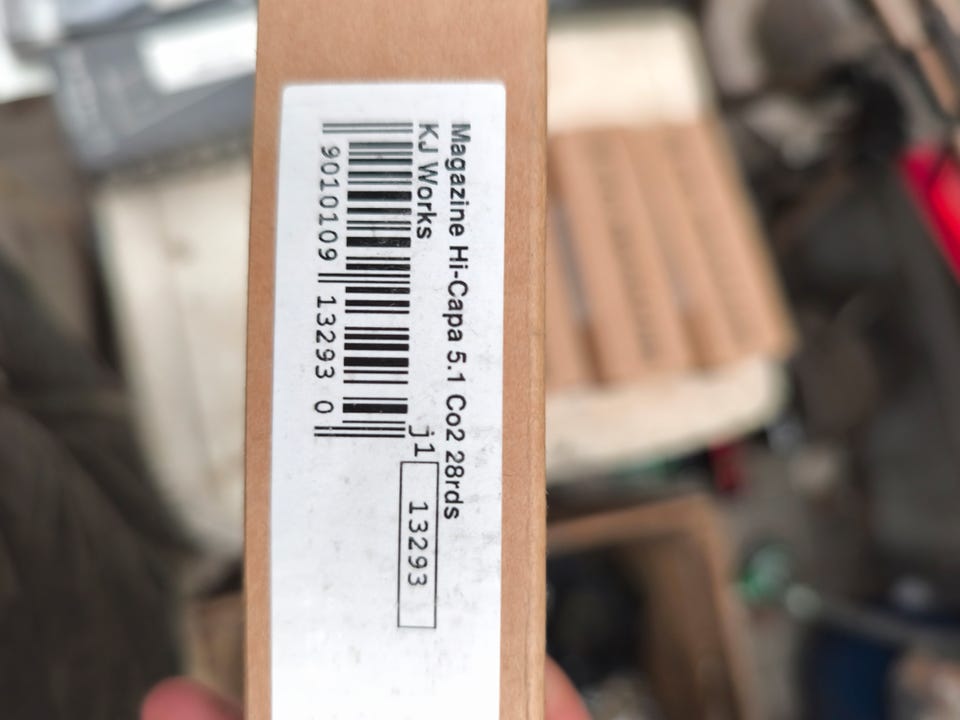 Magazine Hi-Capa 5.1 Co2 28rds
KJ Works
j1 13293
9010109 13293 0